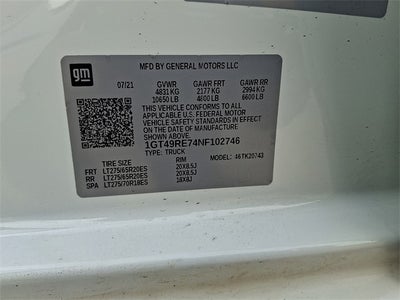 gm
MFD BY GENERAL MOTORS LLC
07/21 GVWR GAWR FRT GAWR RR
4831 KG 2177 KG 2994 KG
10650 LB 4800 LB 6600 LB
THIS VEHICLE CONFORMS TO ALL
APPLICABLE U.S. FEDERAL MOTOR
VEHICLE SAFETY STANDARDS IN
EFFECT ON THE DATE OF
MANUFACTURE SHOWN ABOVE.
1GT49RE74NF102746
TYPE: TRUCK
TIRE SIZE RIM 46TK20743
FRT LT275/65R20ES 20X8.5J
RR LT275/65R20ES 20X8.5J
SPA LT275/70R18ES 18X8J